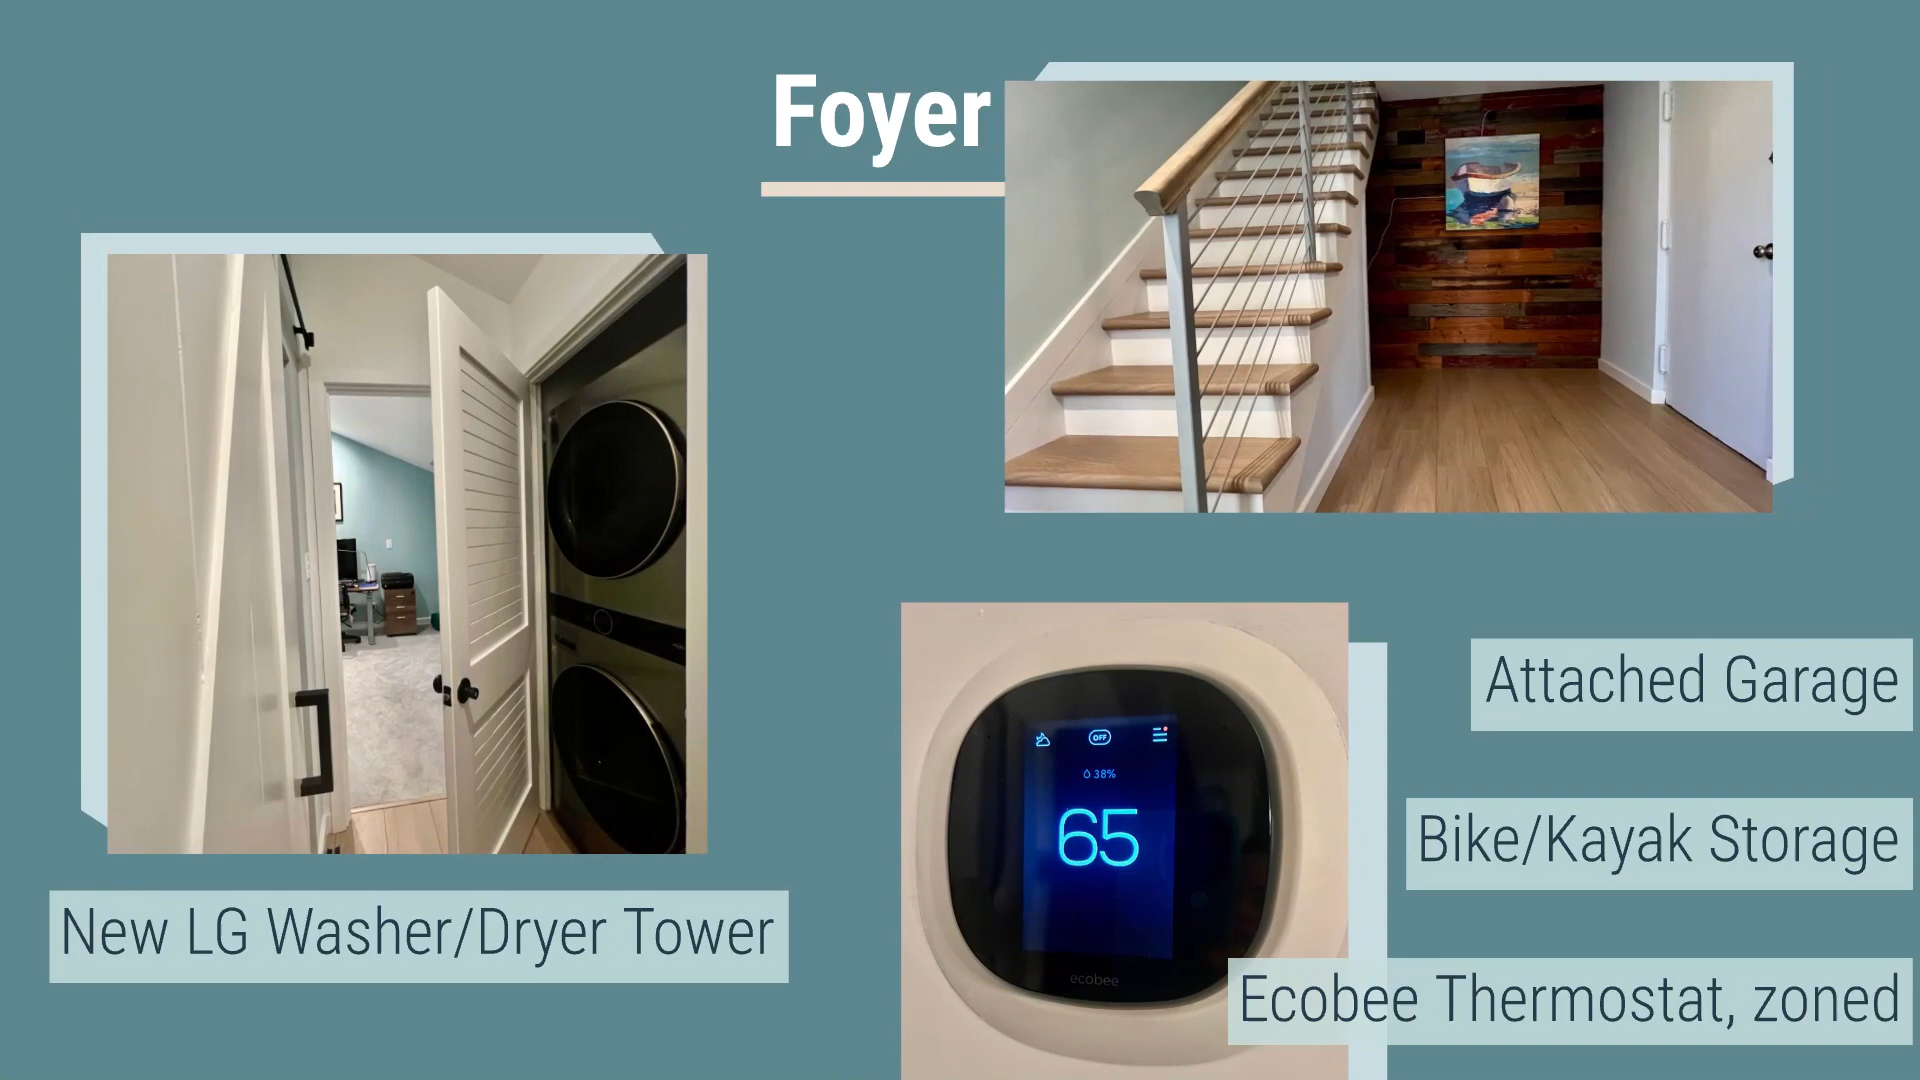 Foyer
New LG Washer/Dryer Tower
OFF
38%
65
ecobee
Attached Garage
Bike/Kayak Storage
Ecobee Thermostat, zoned